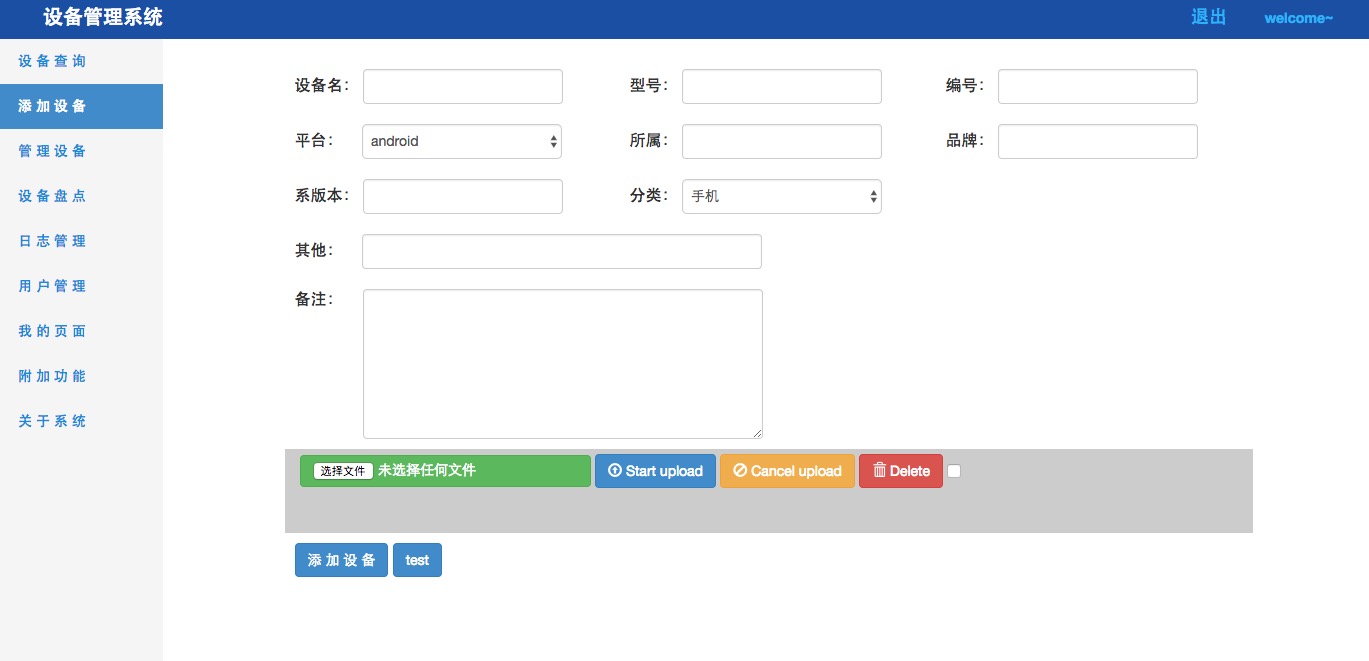 设备管理系统 退出 welcome~
设备查询
添加设备
管理设备
设备盘点
日志管理
用户管理
我的页面
附加功能
关于系统
设备名: 型号: 编号:
平台: android 所属: 品牌:
系版本: 分类: 手机
其他:
备注:
选择文件 未选择任何文件 Start upload Cancel upload Delete
添加设备 test